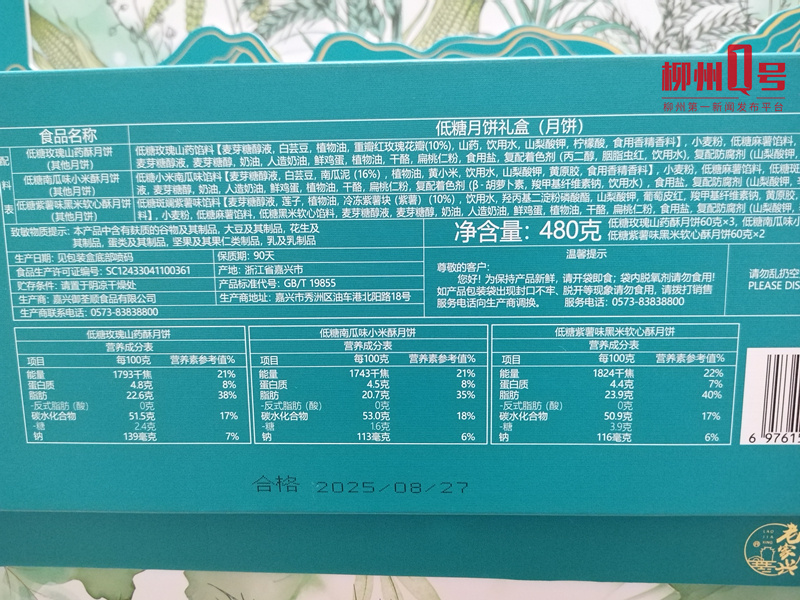 柳州Q号
柳州第一新闻发布平台
食品名称
低糖月饼礼盒（月饼）
配料表
低糖玫瑰山药酥月饼
(其他月饼)
低糖玫瑰山药馅料【麦芽糖醇液，白芸豆，植物油，重瓣红玫瑰花瓣(10%)，山药，饮用水，山梨酸钾，柠檬酸，食用香精香料】，小麦粉，低糖麻薯馅料，
麦芽糖醇液，麦芽糖醇，奶油，人造奶油，鲜鸡蛋，植物油，干酪，扁桃仁粉，食用盐，复配着色剂（丙二醇，胭脂虫红，饮用水），复配防腐剂（山梨酸钾，
低糖南瓜味小米酥月饼
(其他月饼)
低糖小米南瓜味馅料【麦芽糖醇液，白芸豆，南瓜泥（16%），植物油，黄小米，饮用水，山梨酸钾，黄原胶，食用香精香料】，小麦粉，低糖麻薯馅料，麦芽糖醇
液，麦芽糖醇，奶油，人造奶油，鲜鸡蛋，植物油，干酪，扁桃仁粉，复配着色剂（β-胡萝卜素，羧甲基纤维素钠，饮用水），食用盐，复配防腐剂（山梨酸钾，
低糖紫薯味黑米软心酥月饼
(其他月饼)
低糖斑斓紫薯味馅料【麦芽糖醇液，莲子，植物油，冷冻紫薯块（紫薯）（10%），饮用水，羟丙基二淀粉磷酸酯，山梨酸钾，葡萄皮红，羧甲基纤维素钠，黄原胶，
，小麦粉，低糖麻薯馅料，低糖黑米软心馅料，麦芽糖醇液，麦芽糖醇，奶油，人造奶油，鲜鸡蛋，植物油，干酪，扁桃仁粉，食用盐，复配防腐剂（山梨酸钾
致敏物质提示：本产品中含有麸质的谷物及其制品，大豆及其制品，花生及
其制品，蛋类及其制品，坚果及其果仁类制品，乳及乳制品
净含量：480克
低糖玫瑰山药酥月饼60克×3，低糖南瓜小
低糖紫薯味黑米软心酥月饼60克×2
生产日期：见包装盒底部喷码
保质期：90天
食品生产许可证编号：SC12433041100361
产地：浙江省嘉兴市
贮存条件：请置于阴凉干燥处
产品标准代号：GB/T 19855
生产商：嘉兴御圣顺食品有限公司
生产商地址：嘉兴市秀洲区油车港北阳路18号
生产商联系电话：0573-83838800
温馨提示
尊敬的客户：
您好！为保持产品新鲜，请开袋即食；袋内脱氧剂请勿食用！
如产品包装袋出现封口不牢、脱开等现象请勿食用，请拨打销售
服务电话向生产商调换。 服务电话：0573-83838800
请勿乱扔空
PLEASE DIS
低糖玫瑰山药酥月饼
营养成分表
项目 每100克 营养素参考值%
能量 1793千焦 21%
蛋白质 4.8克 8%
脂肪 22.6克 38%
-反式脂肪（酸） 0克
碳水化合物 51.5克 17%
-糖 2.4克
钠 139毫克 7%
低糖南瓜味小米酥月饼
营养成分表
项目 每100克 营养素参考值%
能量 1743千焦 21%
蛋白质 4.5克 8%
脂肪 20.7克 35%
-反式脂肪（酸） 0克
碳水化合物 53.0克 18%
-糖 1.6克
钠 113毫克 6%
低糖紫薯味黑米软心酥月饼
营养成分表
项目 每100克 营养素参考值%
能量 1824千焦 22%
蛋白质 4.4克 7%
脂肪 23.9克 40%
-反式脂肪（酸） 0克
碳水化合物 50.9克 17%
-糖 3.9克
钠 116毫克 6%
6 97615
合格 2025/08/27
老家兴